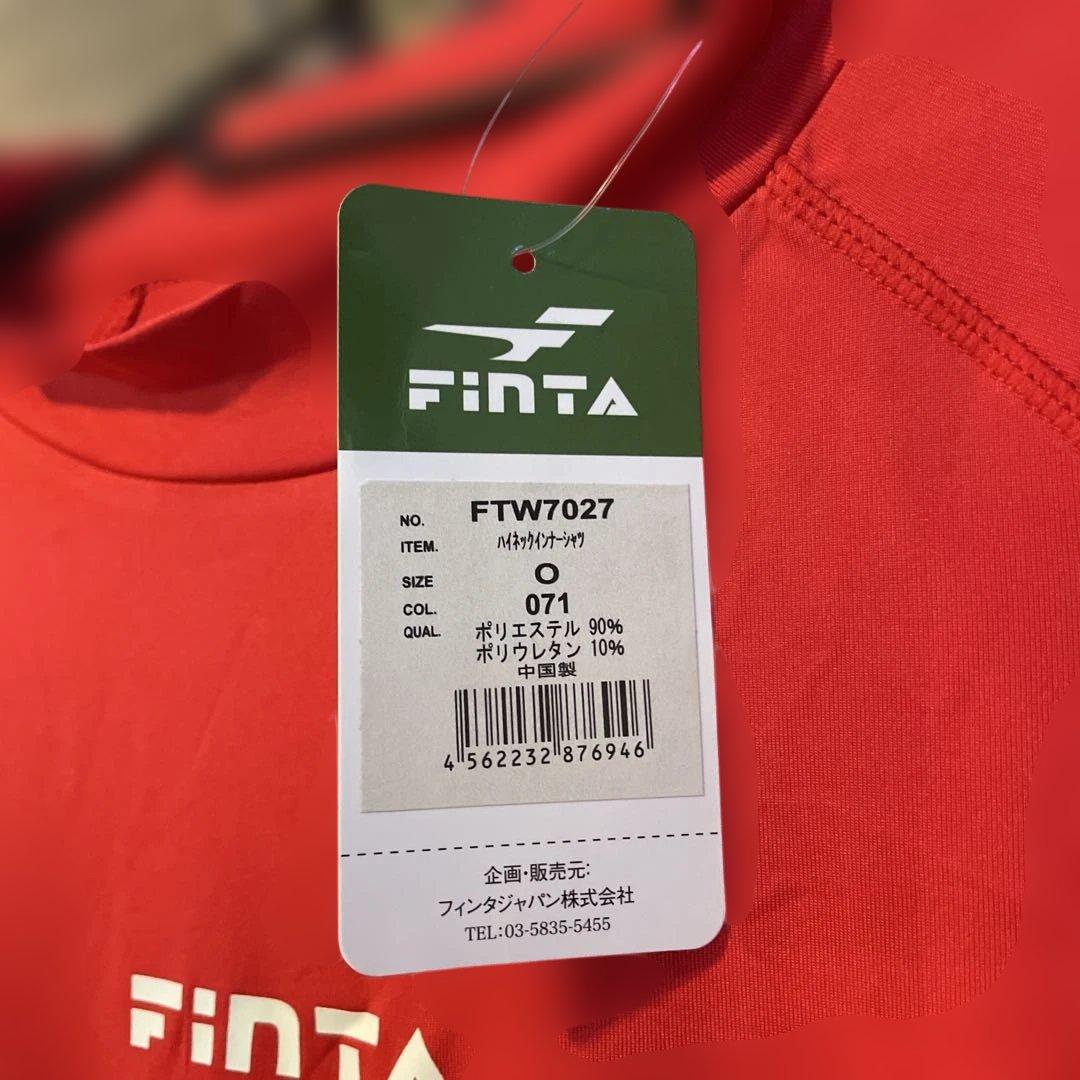 FiNTA
NO. FTW7027
ITEM. ﾊｲﾈｯｸｲﾝﾅｰｼｬﾂ
SIZE O
COL. 071
QUAL. ポリエステル 90%
ポリウレタン 10%
中国製
4 562232 876946
企画・販売元:
フィンタジャパン株式会社
TEL:03-5835-5455
FiNTA